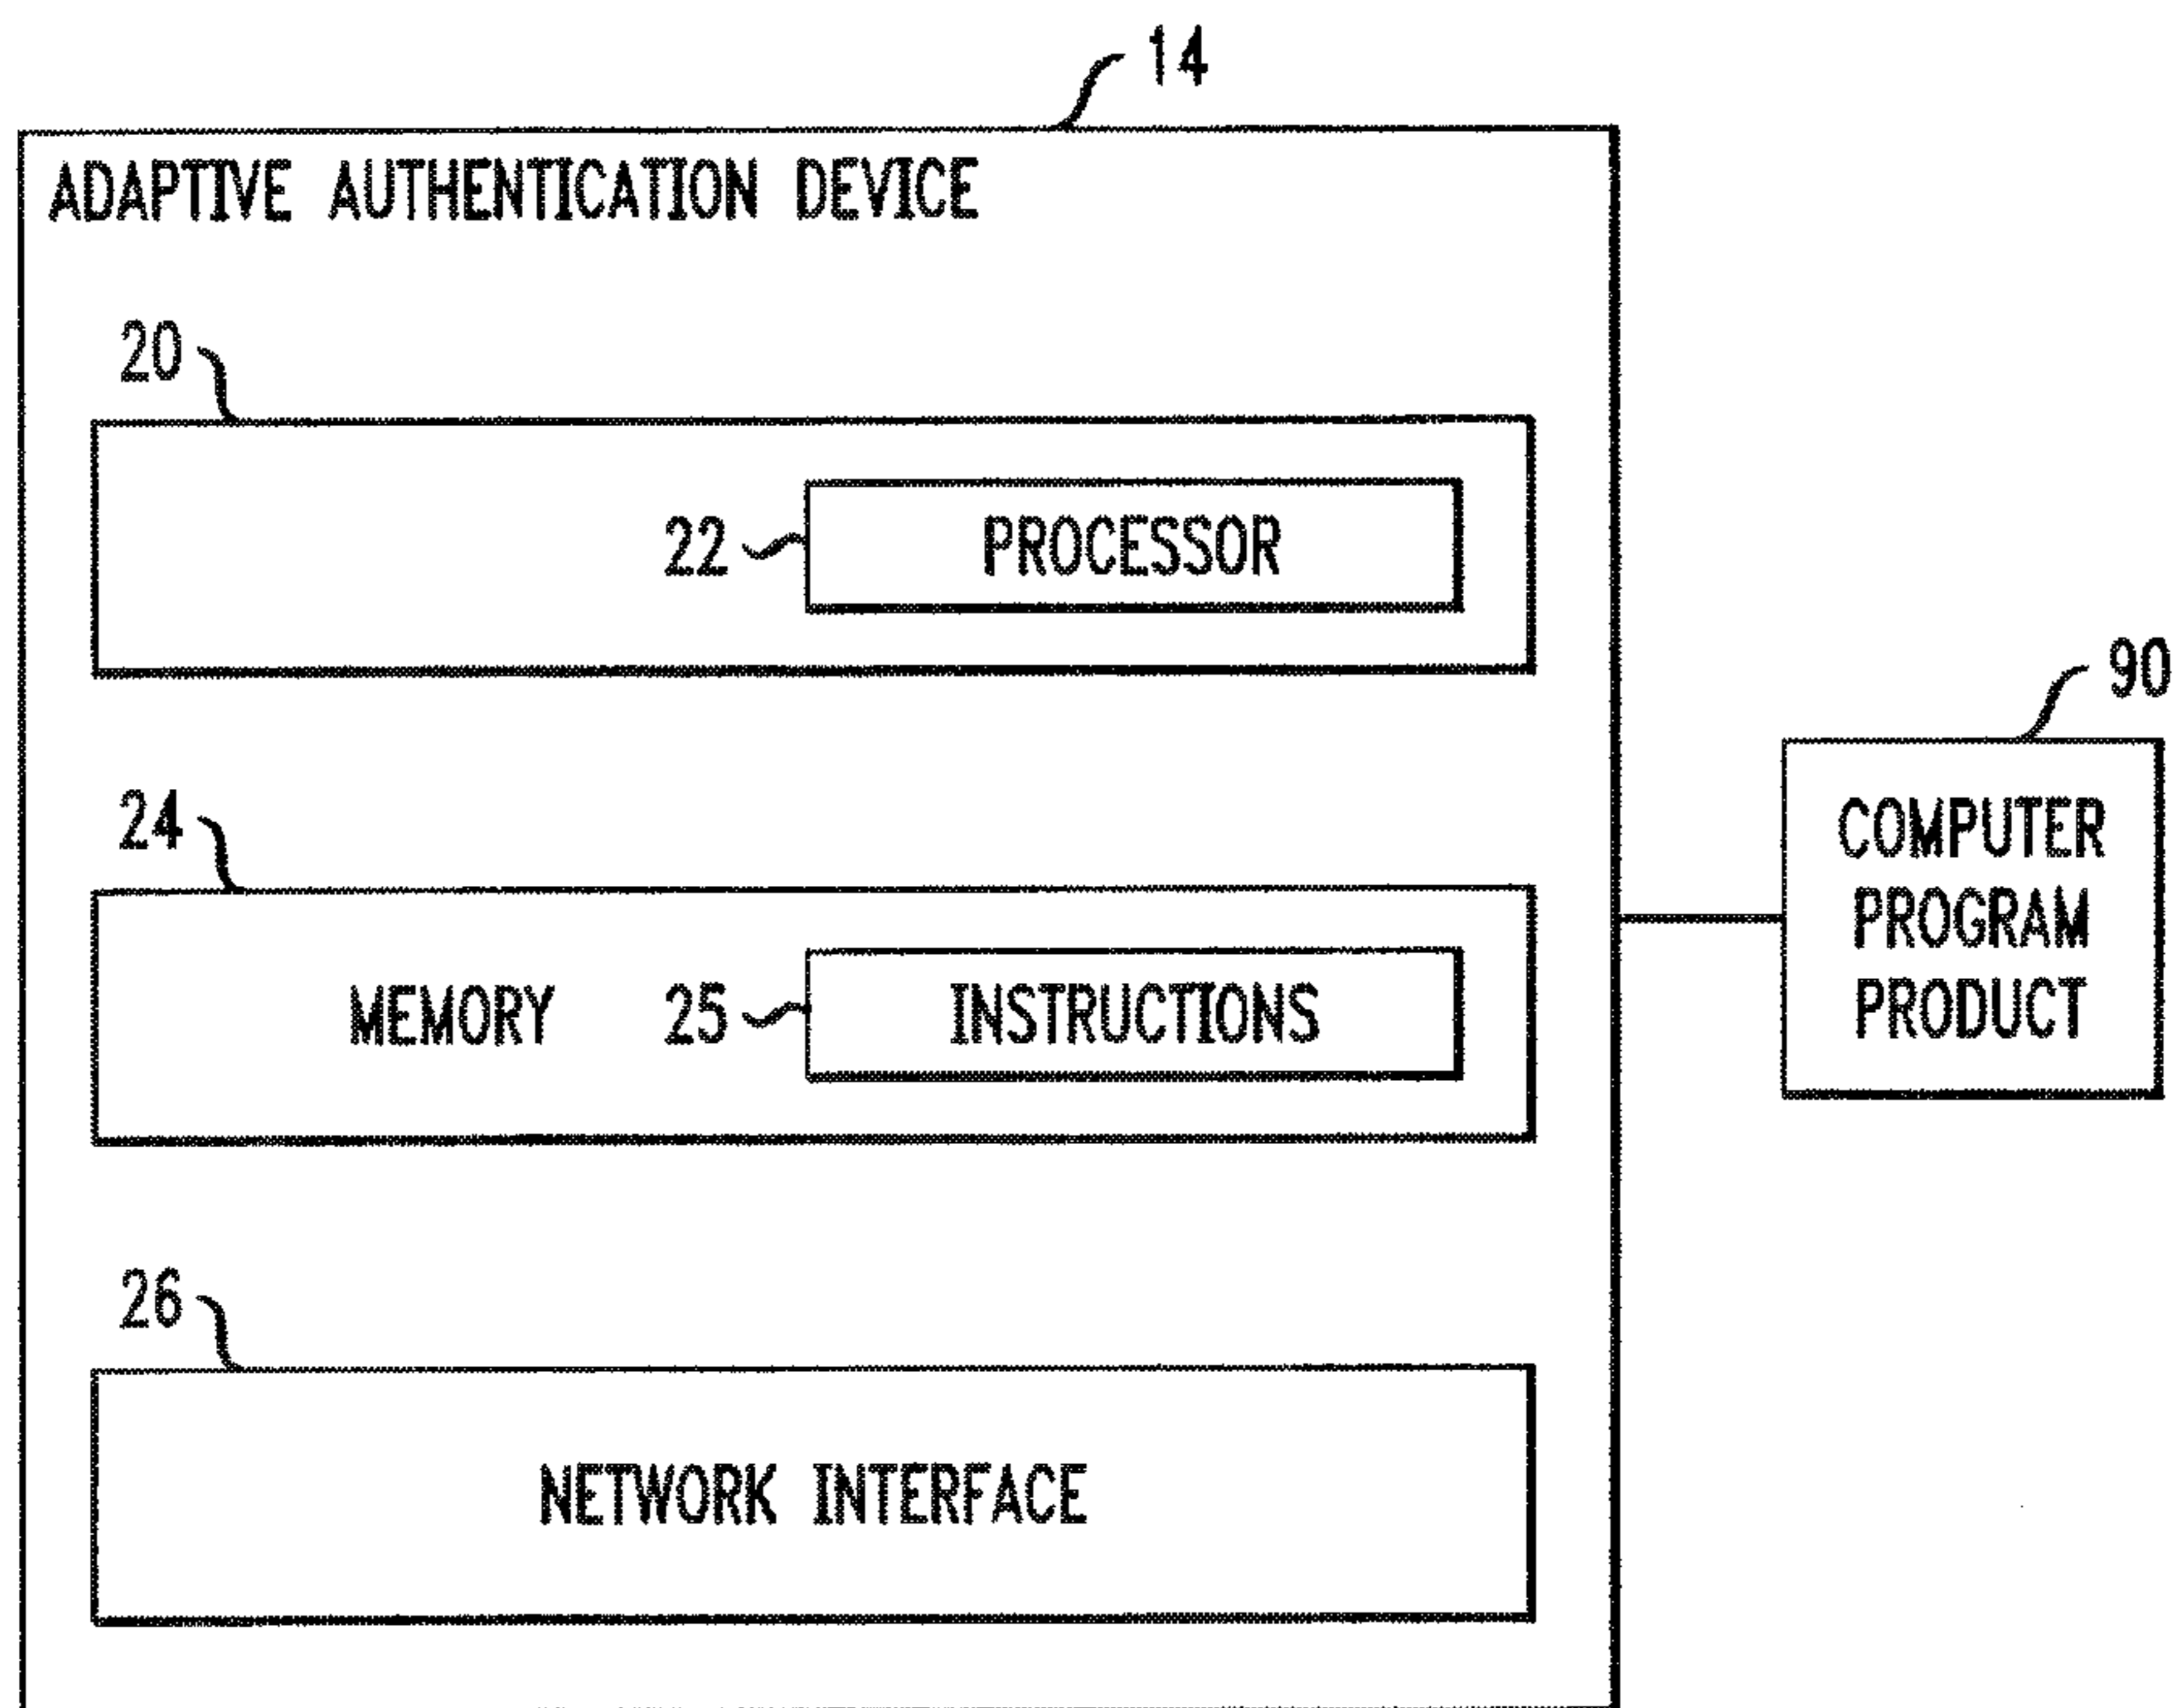 14
ADAPTIVE AUTHENTICATION DEVICE
20
22 PROCESSOR
90
COMPUTER
PROGRAM
PRODUCT
24
MEMORY 25 INSTRUCTIONS
26
NETWORK INTERFACE